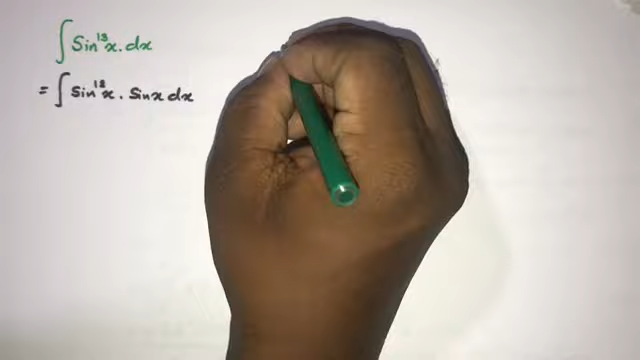 ∫ Sin¹³x . dx
= ∫ Sin¹²x . Sinx dx